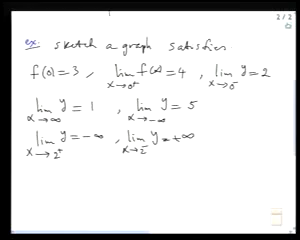 2/2
ex: sketch a graph satisfies
f(0)=3, lim x→0⁺ f(x)=4, lim x→0⁻ y=2
lim x→∞ y=1, lim x→-∞ y=5
lim x→2⁺ y=-∞, lim x→2⁻ y=+∞